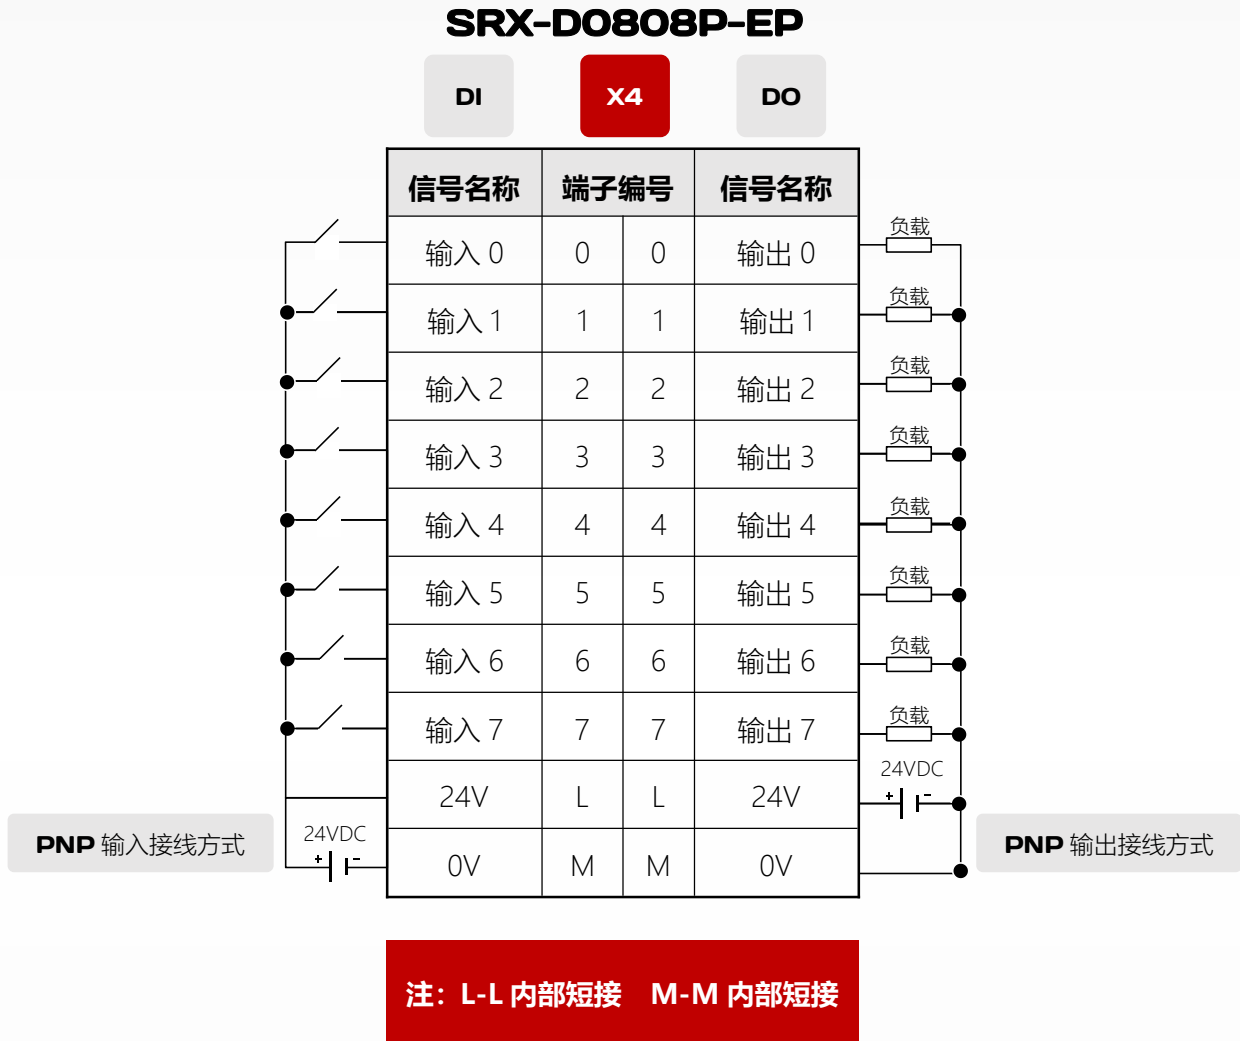 SRX-D0808P-EP
DI X4 DO
信号名称 端子编号 信号名称
负载
输入 0 0 0 输出 0
负载
输入 1 1 1 输出 1
负载
输入 2 2 2 输出 2
负载
输入 3 3 3 输出 3
负载
输入 4 4 4 输出 4
负载
输入 5 5 5 输出 5
负载
输入 6 6 6 输出 6
负载
输入 7 7 7 输出 7
24VDC
24V L L 24V
+ -
24VDC
PNP 输入接线方式
PNP 输出接线方式
+ -
0V M M 0V
注：L-L 内部短接 M-M 内部短接